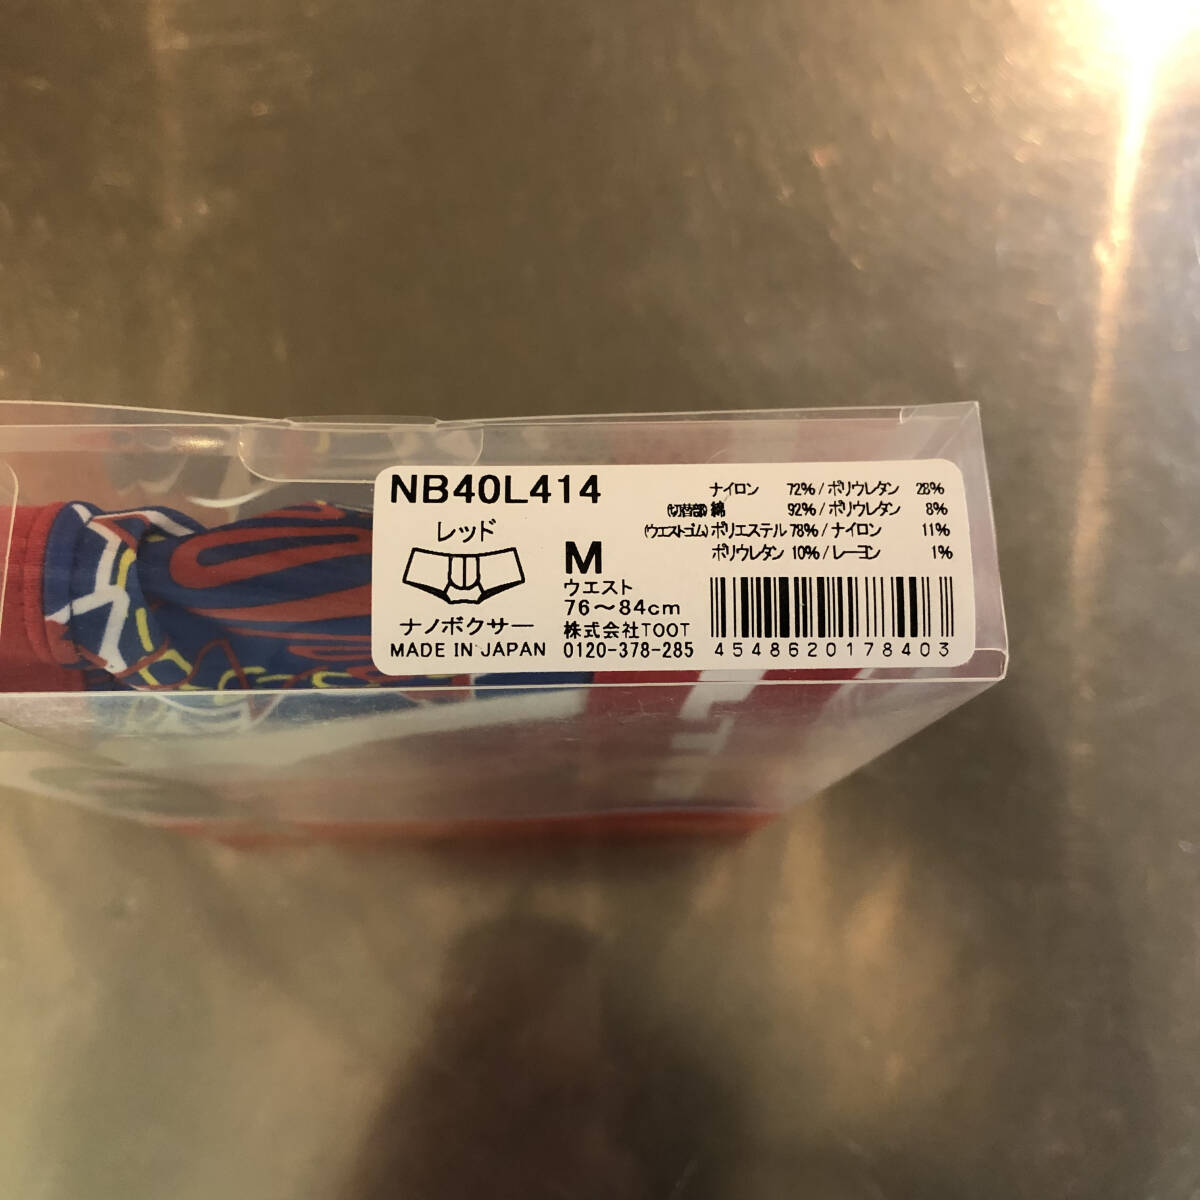 NB40L414
レッド
ナノボクサー
MADE IN JAPAN
M
ウエスト
76～84cm
株式会社TOOT
0120-378-285
ナイロン 72%/ポリウレタン 28%
(切替部) 綿 92%/ポリウレタン 8%
(ウエストゴム) ポリエステル 78%/ナイロン 11%
ポリウレタン 10%/レーヨン 1%
4548620178403